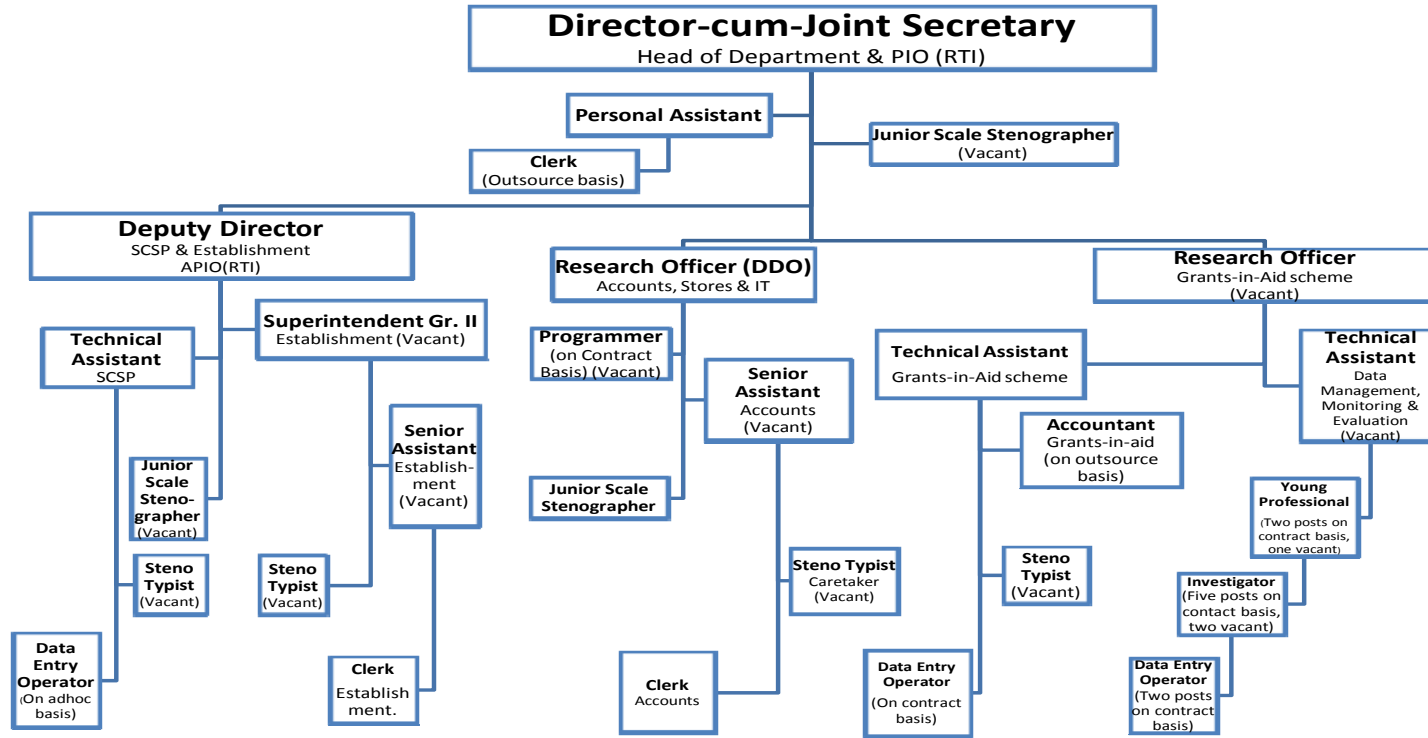 Director-cum-Joint Secretary
Head of Department & PIO (RTI)
Personal Assistant
Junior Scale Stenographer
(Vacant)
Clerk
(Outsource basis)
Deputy Director
SCSP & Establishment
APIO(RTI)
Research Officer (DDO)
Accounts, Stores & IT
Research Officer
Grants-in-Aid scheme
(Vacant)
Superintendent Gr. II
Establishment (Vacant)
Technical
Assistant
SCSP
Programmer
(on Contract
Basis) (Vacant)
Senior
Assistant
Accounts
(Vacant)
Technical Assistant
Grants-in-Aid scheme
Technical
Assistant
Data
Management,
Monitoring &
Evaluation
(Vacant)
Senior
Assistant
Establish-
ment
(Vacant)
Accountant
Grants-in-aid
(on outsource
basis)
Junior
Scale
Steno-
grapher
(Vacant)
Junior Scale
Stenographer
Young
Professional
(Two posts on
contract basis,
one vacant)
Steno
Typist
(Vacant)
Steno
Typist
(Vacant)
Steno Typist
Caretaker
(Vacant)
Steno
Typist
(Vacant)
Investigator
(Five posts on
contact basis,
two vacant)
Data
Entry
Operator
(On adhoc
basis)
Clerk
Establish
ment.
Clerk
Accounts
Data Entry
Operator
(On contract
basis)
Data Entry
Operator
(Two posts
on contract
basis)